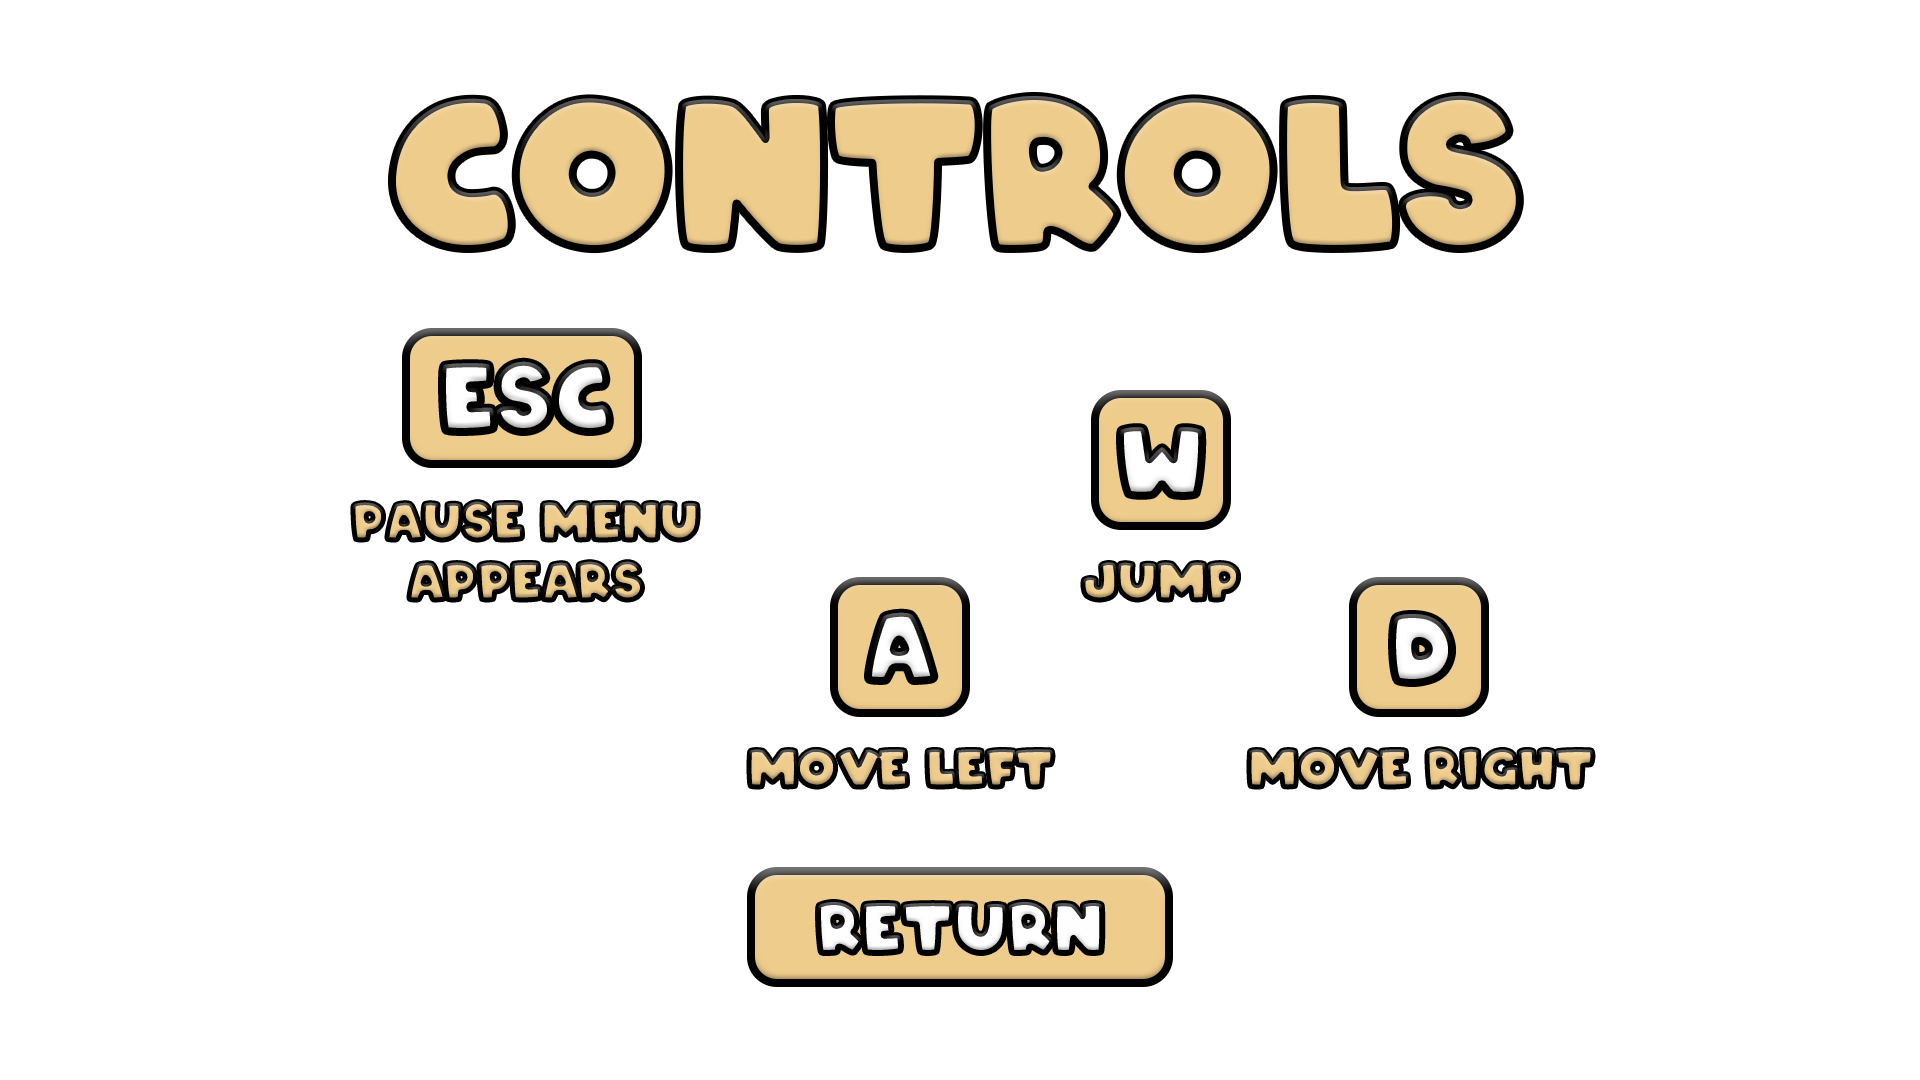 CONTROLS
ESC
PAUSE MENU
APPEARS
W
JUMP
A
MOVE LEFT
D
MOVE RIGHT
RETURN